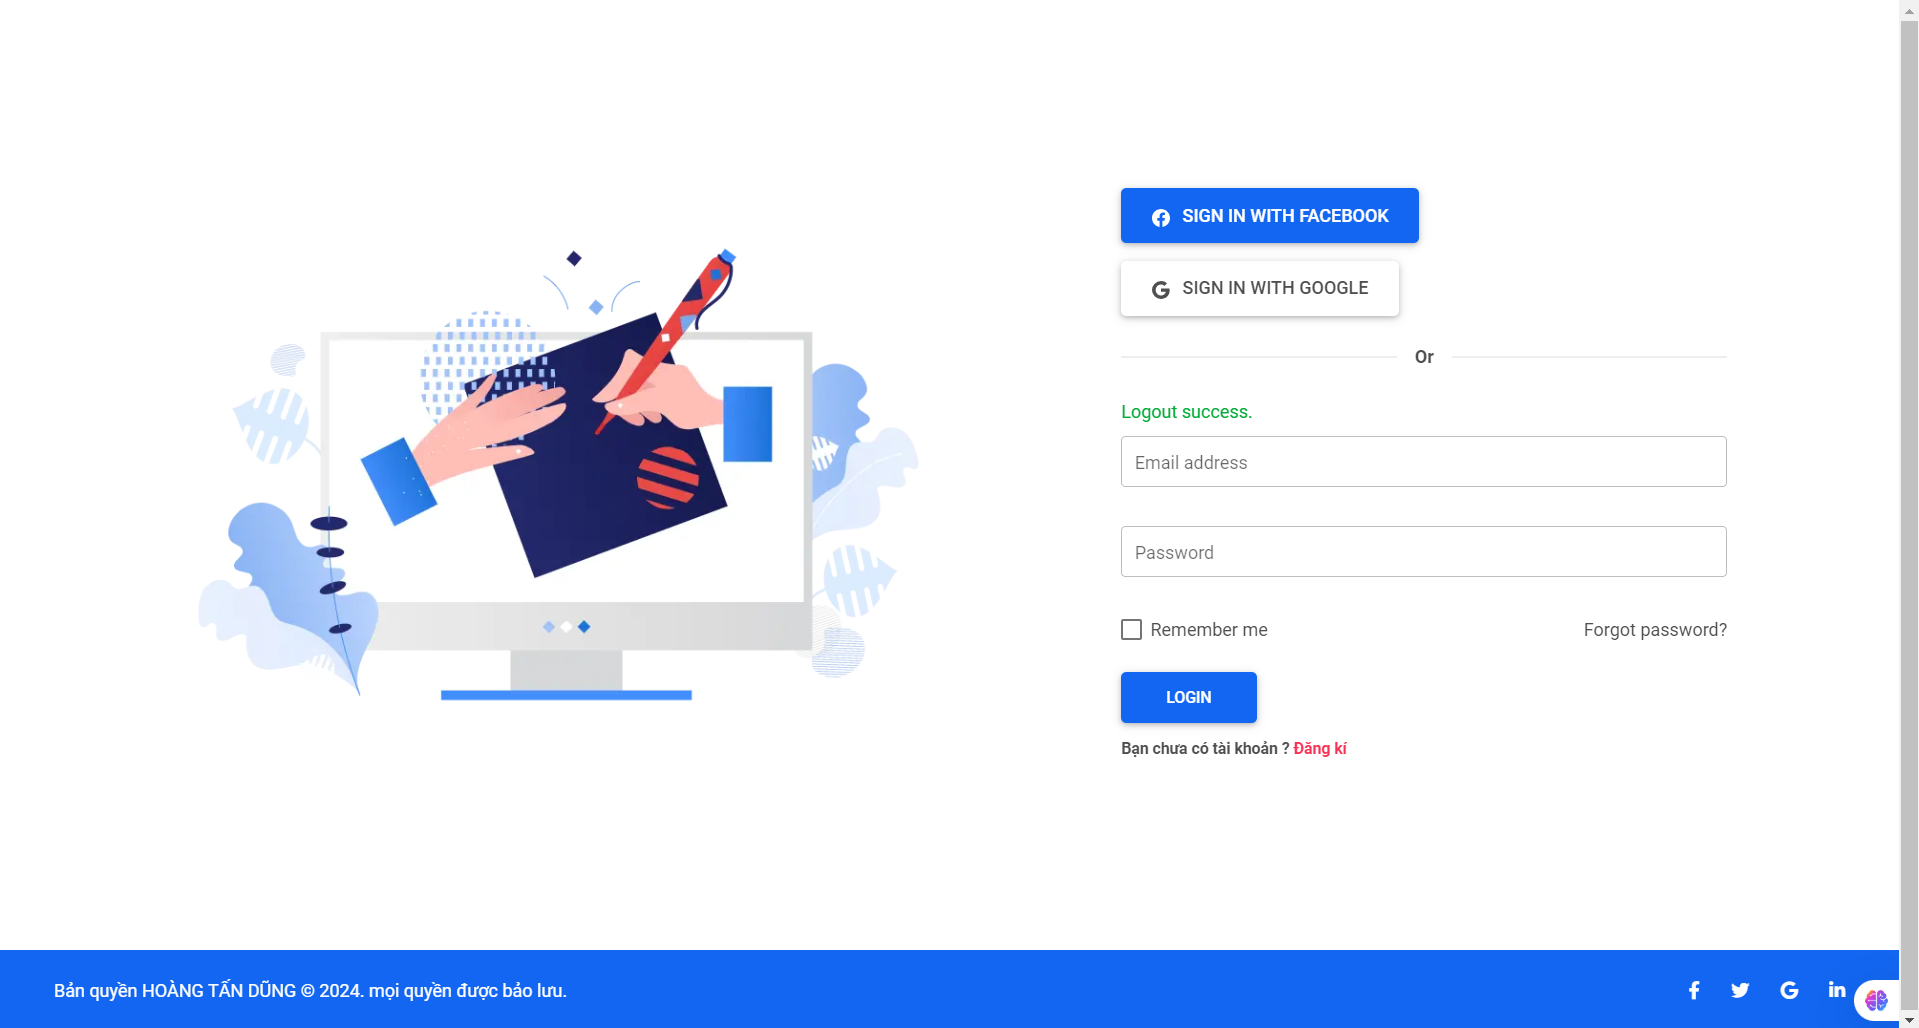 SIGN IN WITH FACEBOOK
SIGN IN WITH GOOGLE
Or
Logout success.
Email address
Password
Remember me
Forgot password?
LOGIN
Bạn chưa có tài khoản ? Đăng kí
Bản quyền HOÀNG TẤN DŨNG © 2024. mọi quyền được bảo lưu.